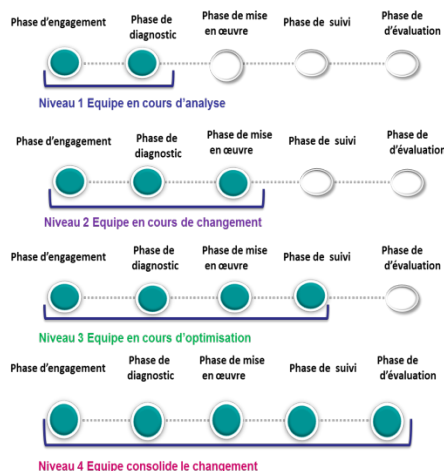 Phase d'engagement
Phase de
diagnostic
Phase de mise
en œuvre
Phase de suivi
Phase de
d'évaluation
Niveau 1 Equipe en cours d'analyse
Phase d'engagement
Phase de
diagnostic
Phase de mise
en œuvre
Phase de suivi
Phase de
d'évaluation
Niveau 2 Equipe en cours de changement
Phase d'engagement
Phase de
diagnostic
Phase de mise
en œuvre
Phase de suivi
Phase de
d'évaluation
Niveau 3 Equipe en cours d'optimisation
Phase d'engagement
Phase de
diagnostic
Phase de mise
en œuvre
Phase de suivi
Phase de
d'évaluation
Niveau 4 Equipe consolide le changement